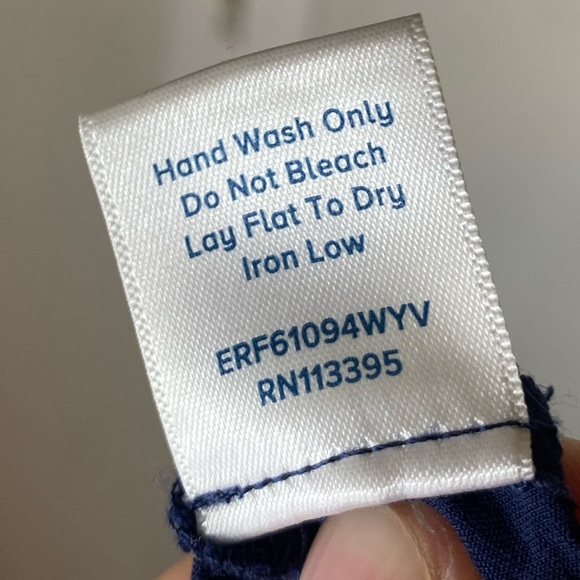 Hand Wash Only
Do Not Bleach
Lay Flat To Dry
Iron Low
ERF61094WYV
RN113395